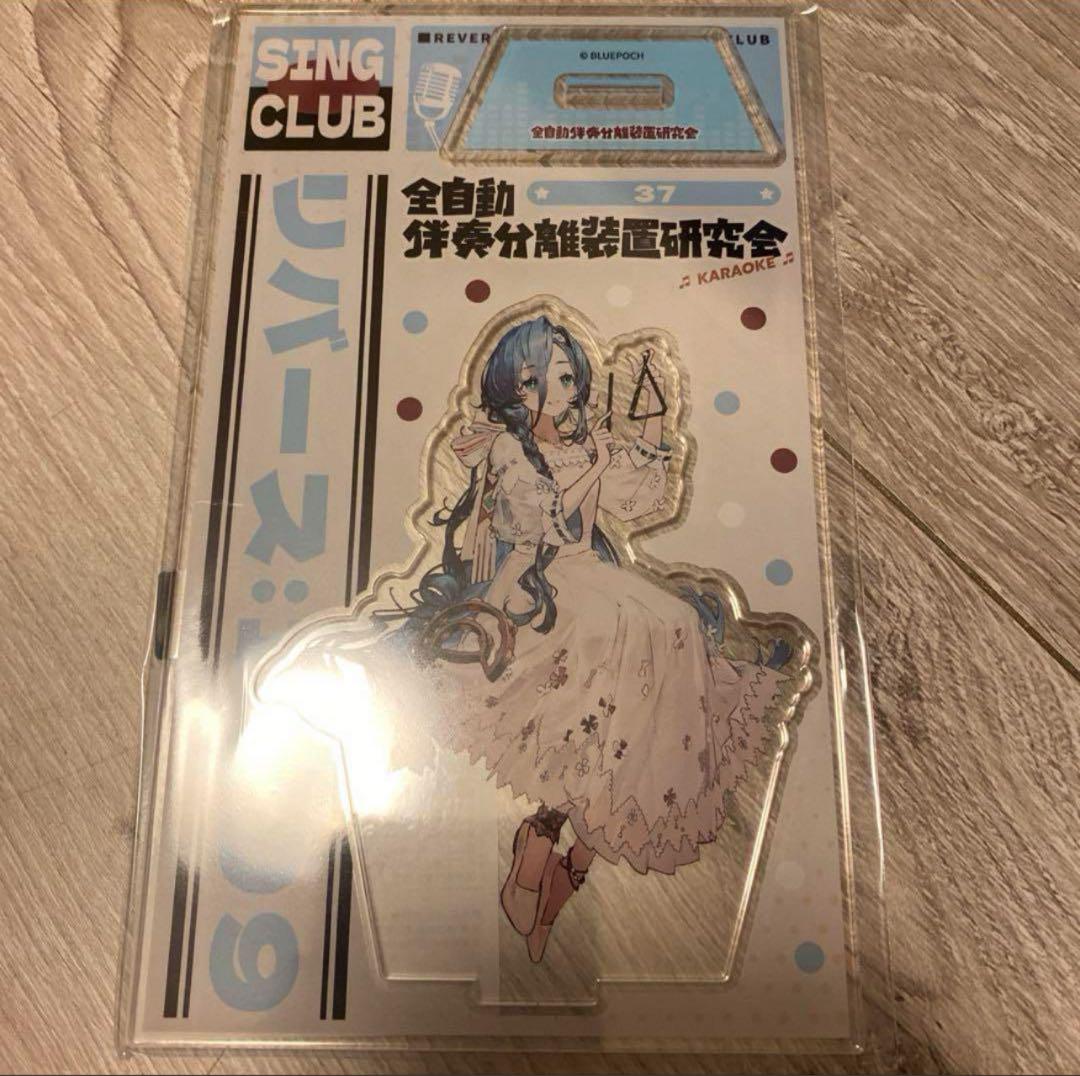 SING
CLUB
■REVER
CLUB
© BLUEPOCH
全自動伴奏分離装置研究会
37
全自動
伴奏分離装置研究会
♫ KARAOKE ♫
リバース:
9